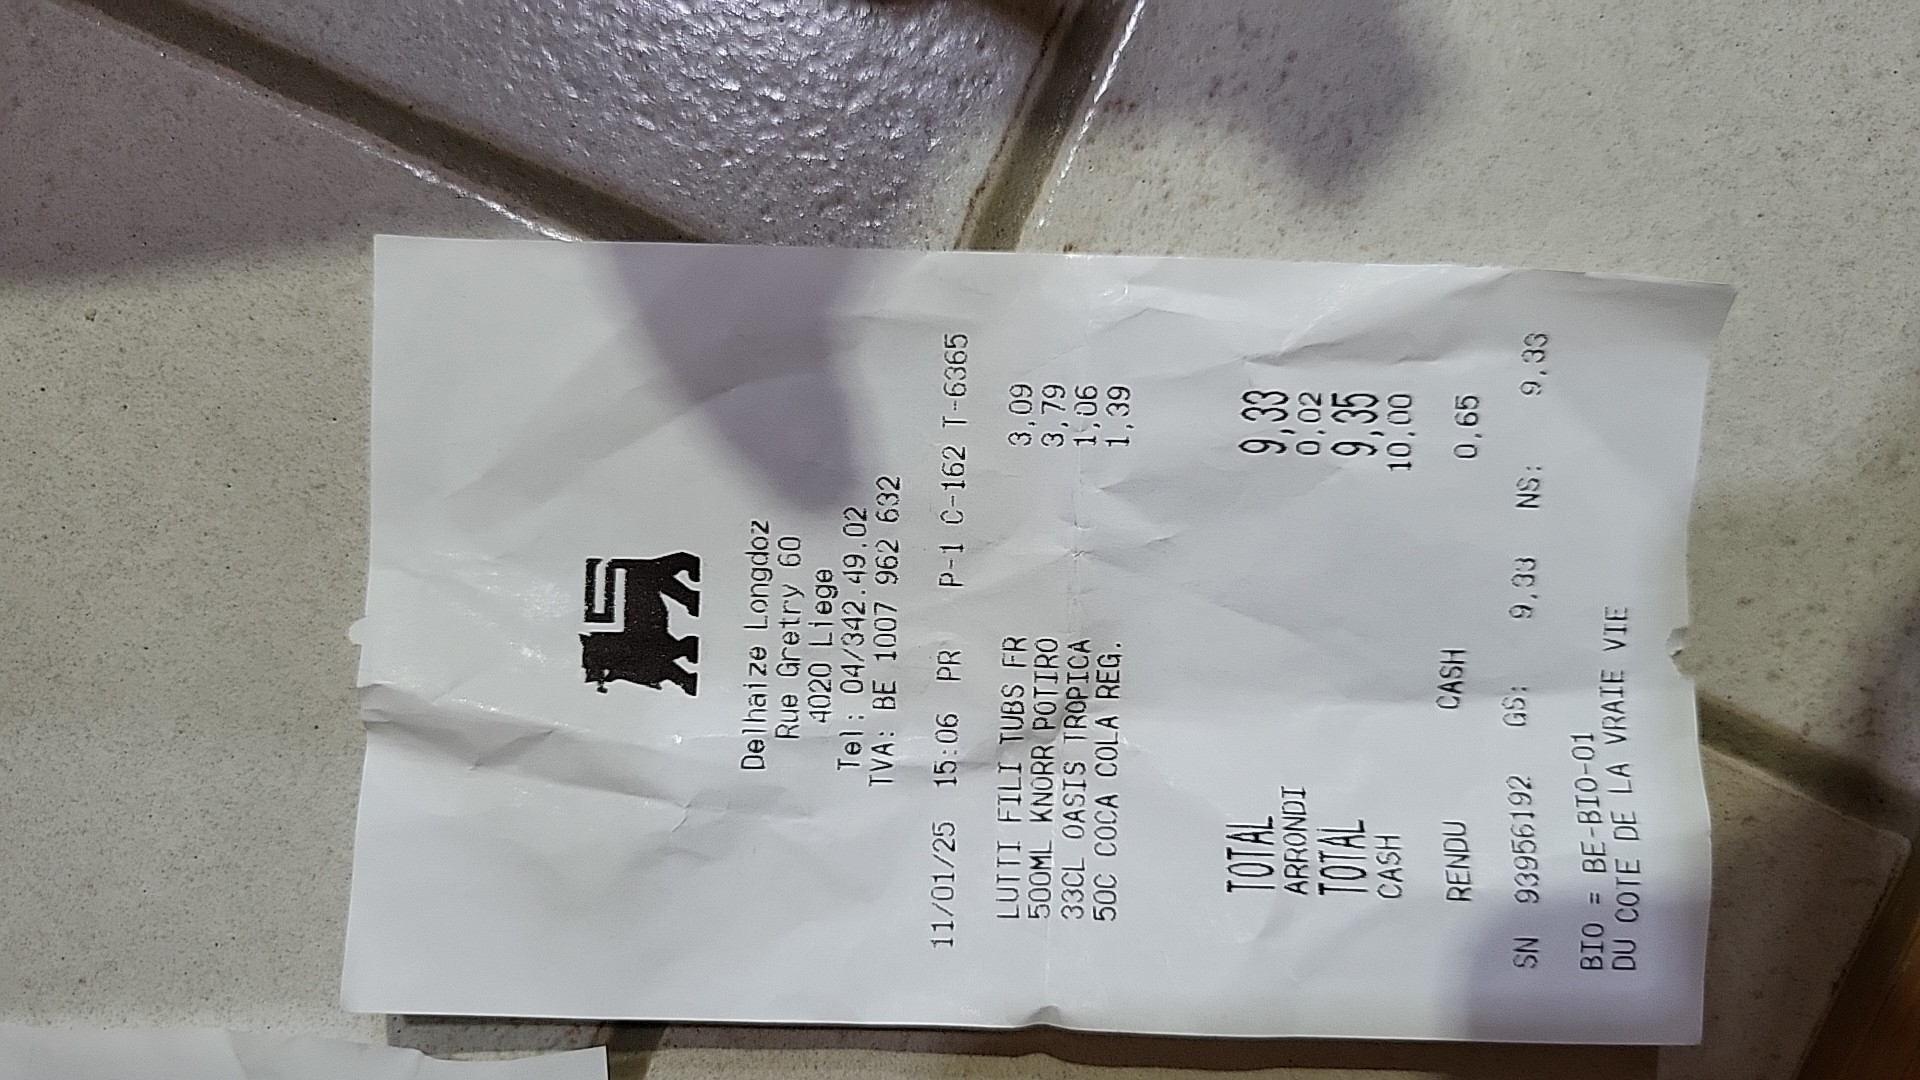 Delhaize Longdoz
Rue Gretry 60
4020 Liege
Tel: 04/342.49.02
TVA: BE 1007 962 632
11/01/25 15:06 PR P-1 C-162 T-6365
LUTTI FILI TUBS FR 3,09
500ML KNORR POTIRO 3,79
33CL OASIS TROPICA 1,06
50C COCA COLA REG. 1,39
TOTAL 9,33
ARRONDI 0,02
TOTAL 9,35
CASH 10,00
RENDU CASH 0,65
SN 93956192 GS: 9,33 NS: 9,33
BIO = BE-BIO-01
DU COTE DE LA VRAIE VIE